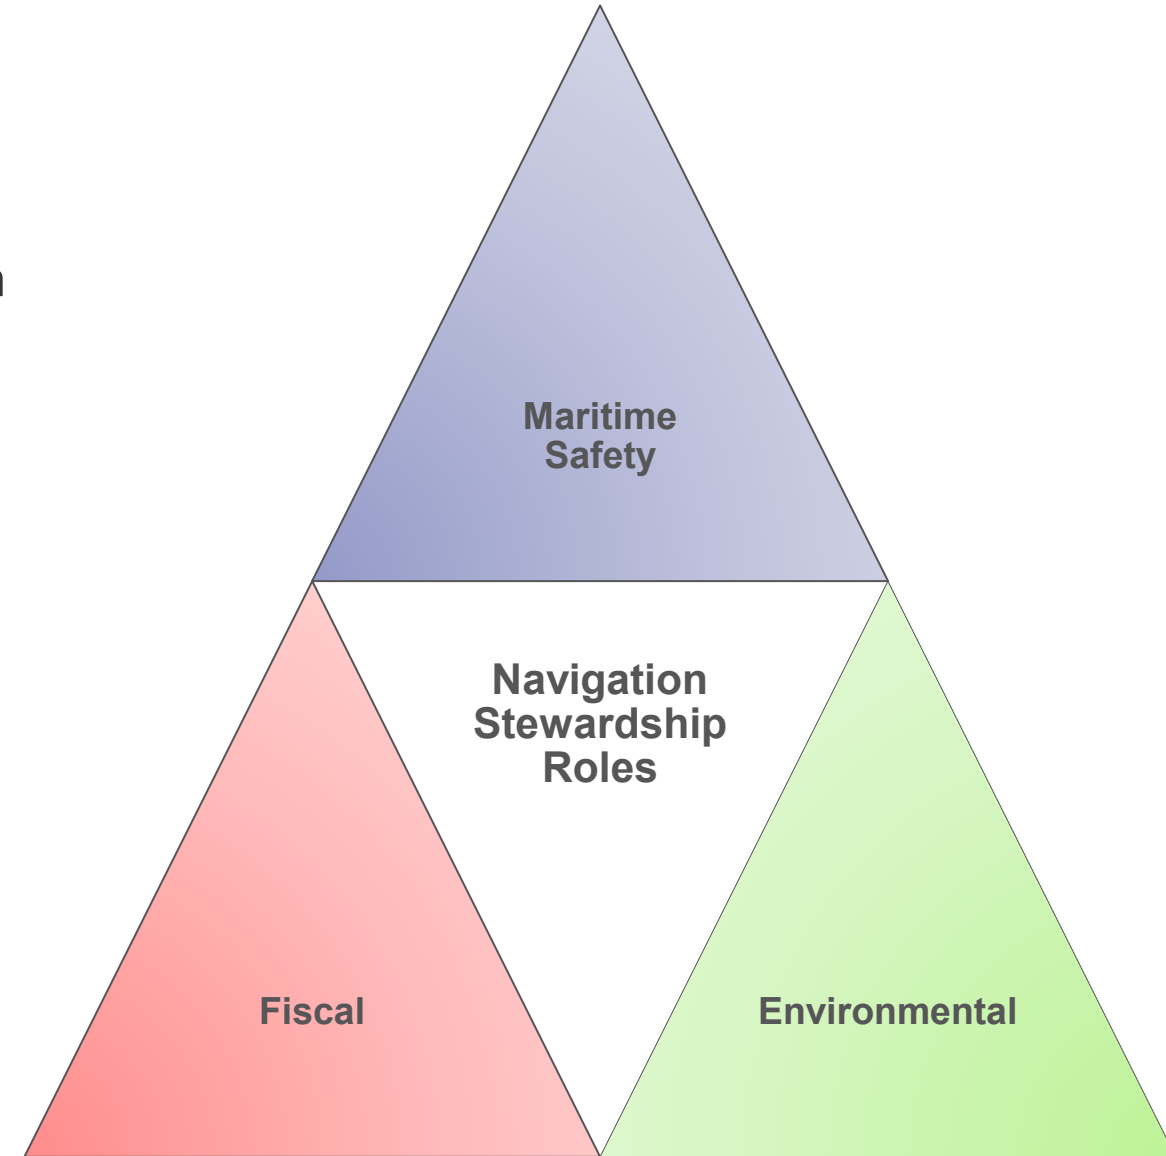 Maritime
Safety
Navigation
Stewardship
Roles
Fiscal
Environmental